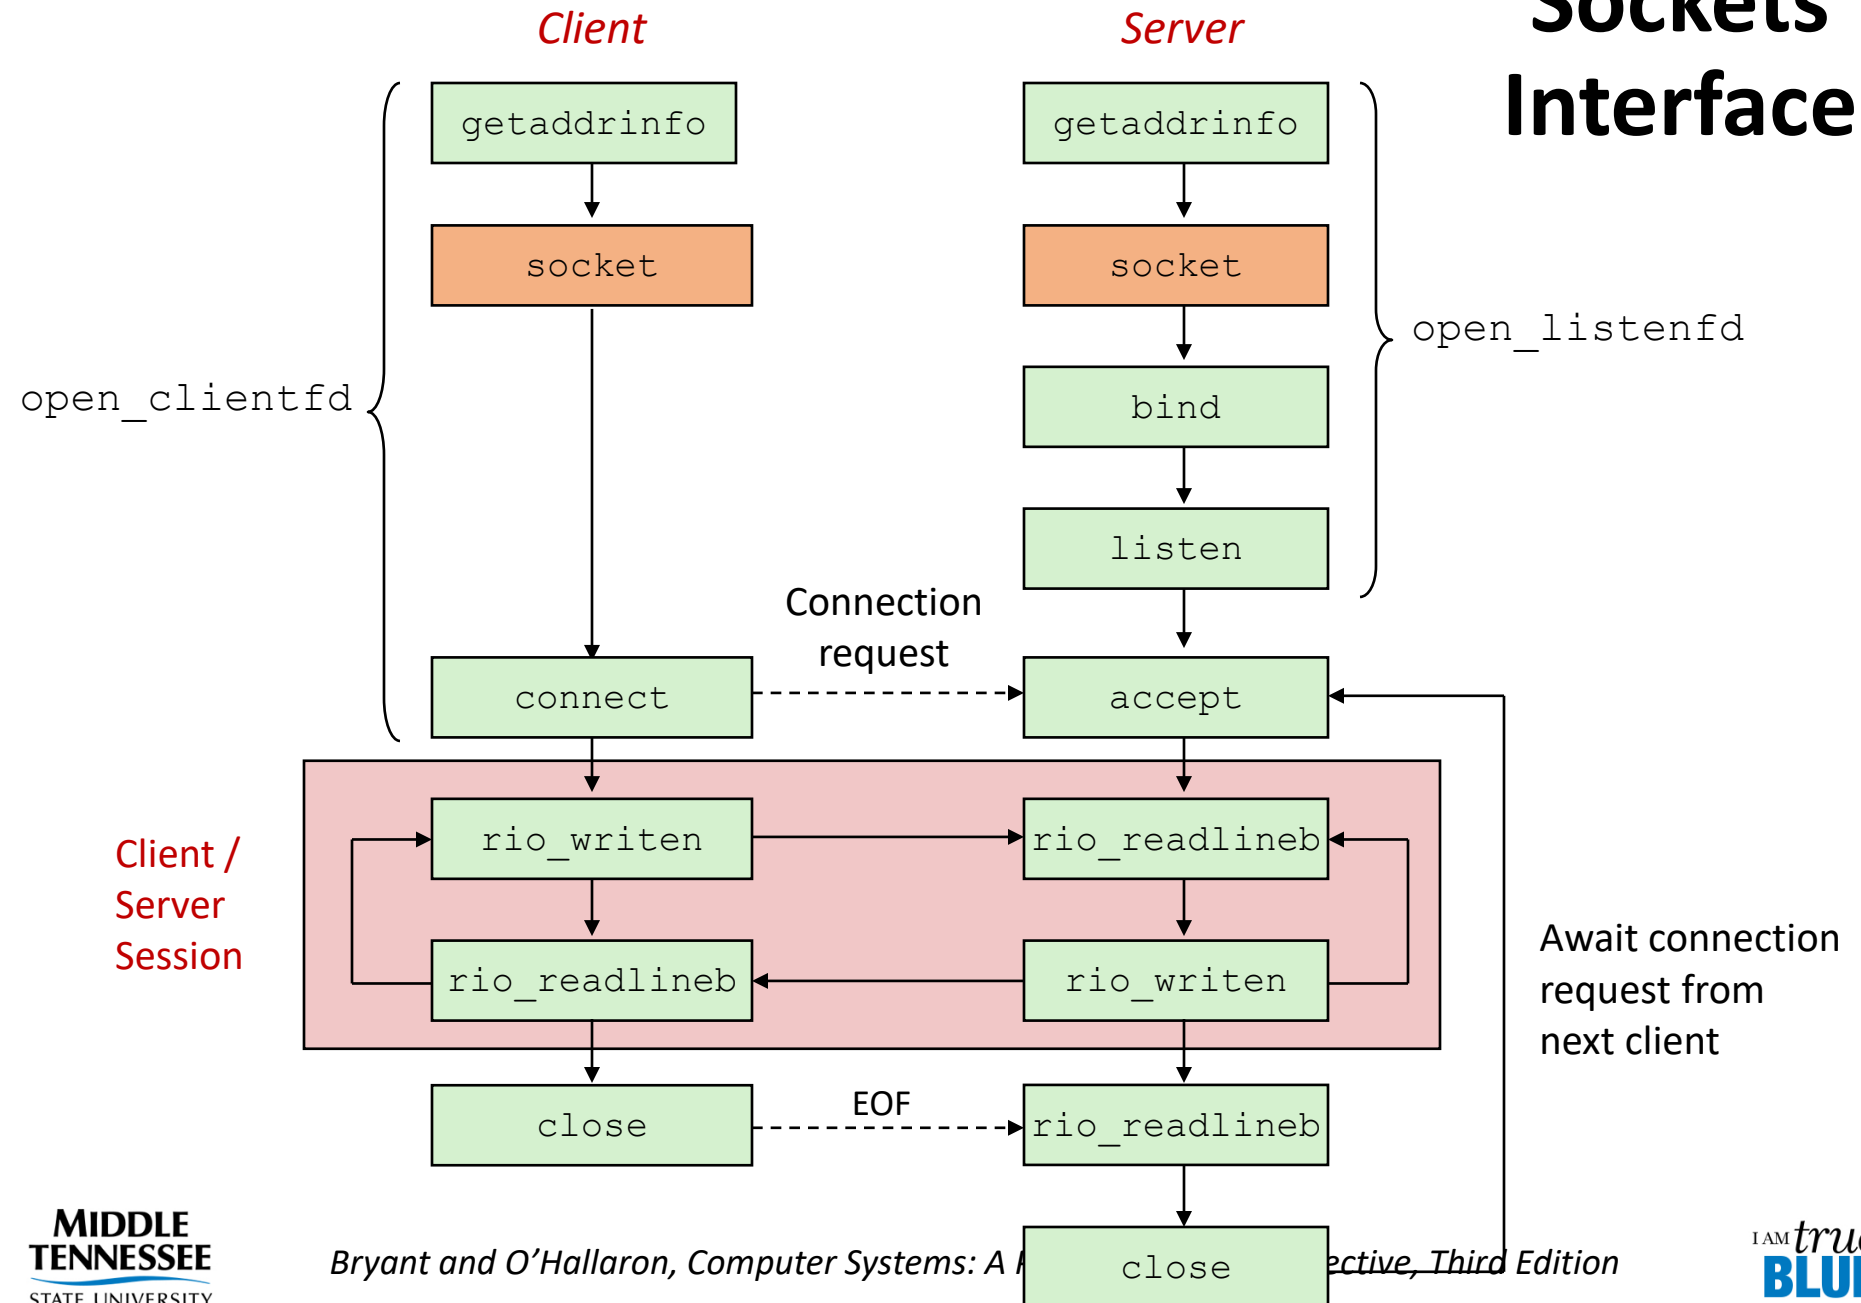 Sockets
Interface
Client
Server
getaddrinfo
getaddrinfo
socket
socket
open_listenfd
open_clientfd
bind
listen
Connection
request
connect
accept
Client /
Server
Session
rio_writen
rio_readlineb
rio_readlineb
rio_writen
Await connection
request from
next client
close
EOF
rio_readlineb
close
MIDDLE
TENNESSEE
STATE UNIVERSITY
Bryant and O'Hallaron, Computer Systems: A ective, Third Edition
I AM true
BLUE